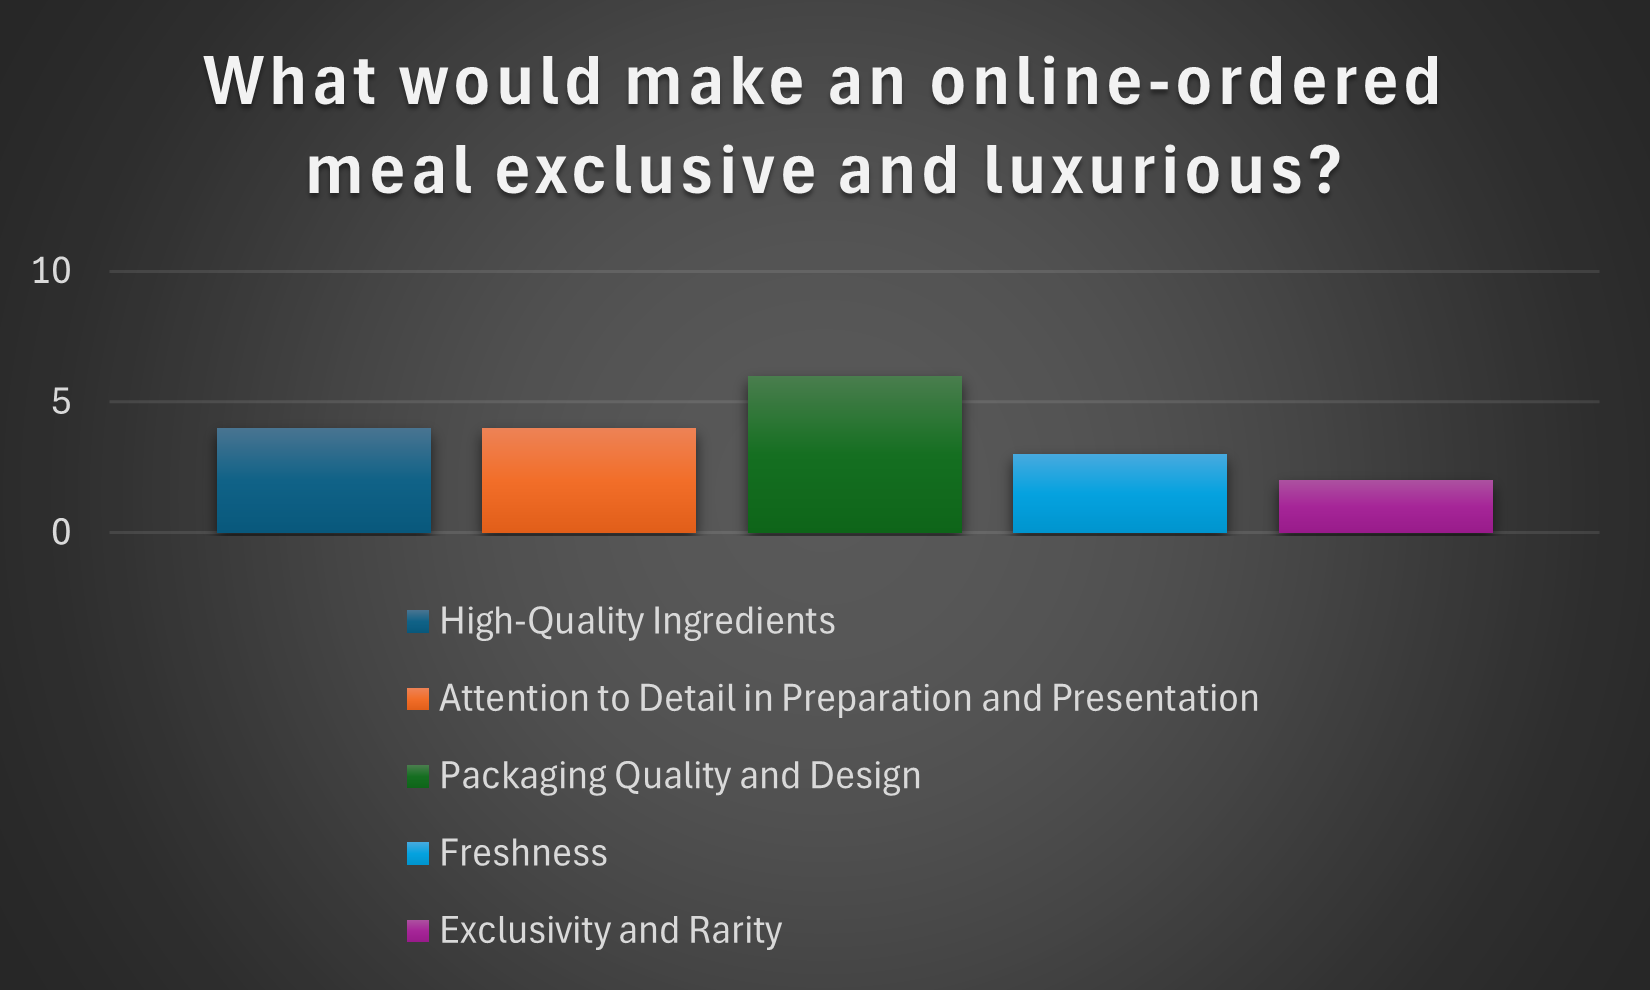 What would make an online-ordered
meal exclusive and luxurious?
10
5
0
High-Quality Ingredients
Attention to Detail in Preparation and Presentation
Packaging Quality and Design
Freshness
Exclusivity and Rarity